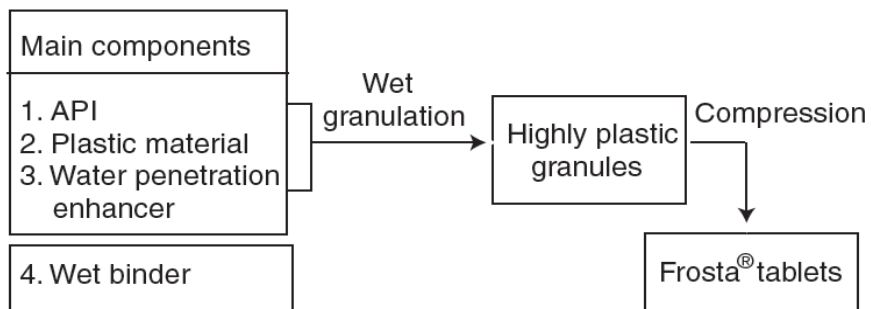 Main components
1. API
2. Plastic material
3. Water penetration
enhancer
4. Wet binder
Wet
granulation
Highly plastic
granules
Compression
Frosta® tablets